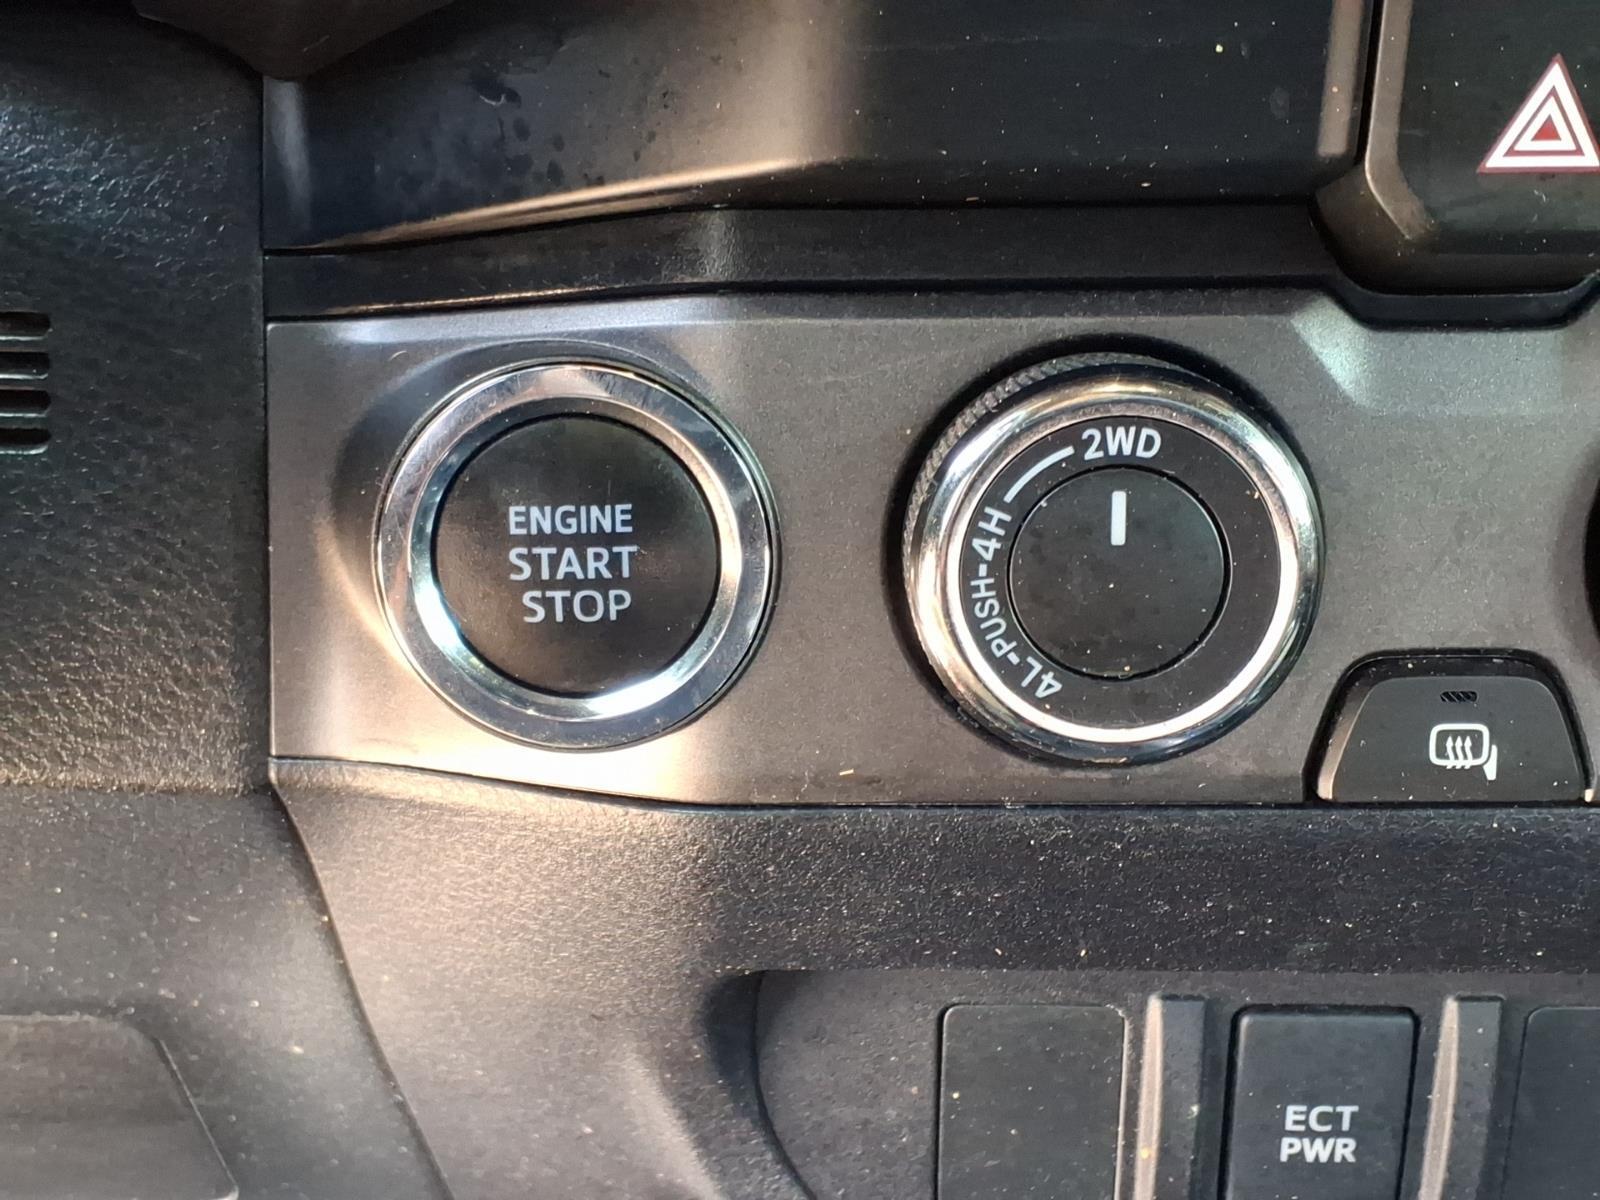 ENGINE
START
STOP
2WD
4L-PUSH-4H
ECT
PWR